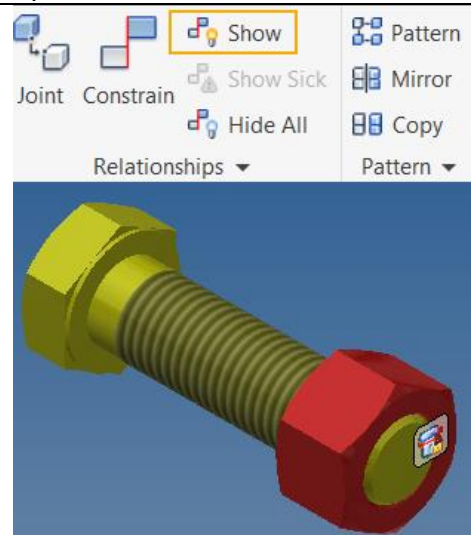 Show
Pattern
Show Sick
Mirror
Joint
Constrain
Hide All
Copy
Relationships
Pattern